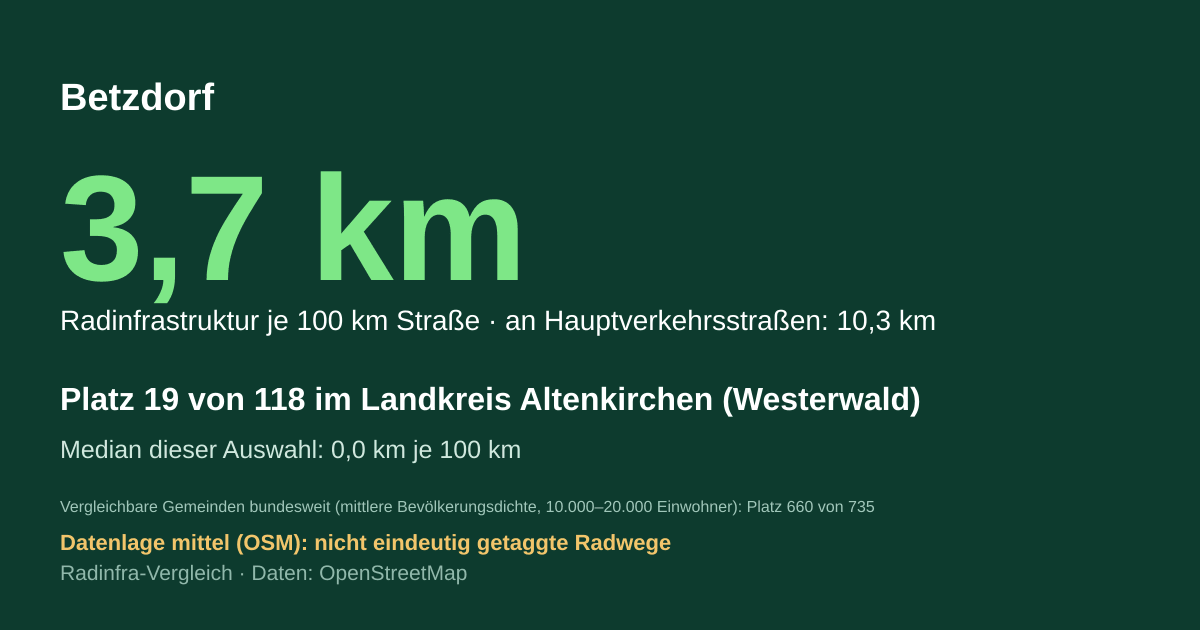 Betzdorf
3,7 km
Radinfrastruktur je 100 km Straße · an Hauptverkehrsstraßen: 10,3 km
Platz 19 von 118 im Landkreis Altenkirchen (Westerwald)
Median dieser Auswahl: 0,0 km je 100 km
Vergleichbare Gemeinden bundesweit (mittlere Bevölkerungsdichte, 10.000–20.000 Einwohner): Platz 660 von 735
Datenlage mittel (OSM): nicht eindeutig getaggte Radwege
Radinfra-Vergleich · Daten: OpenStreetMap